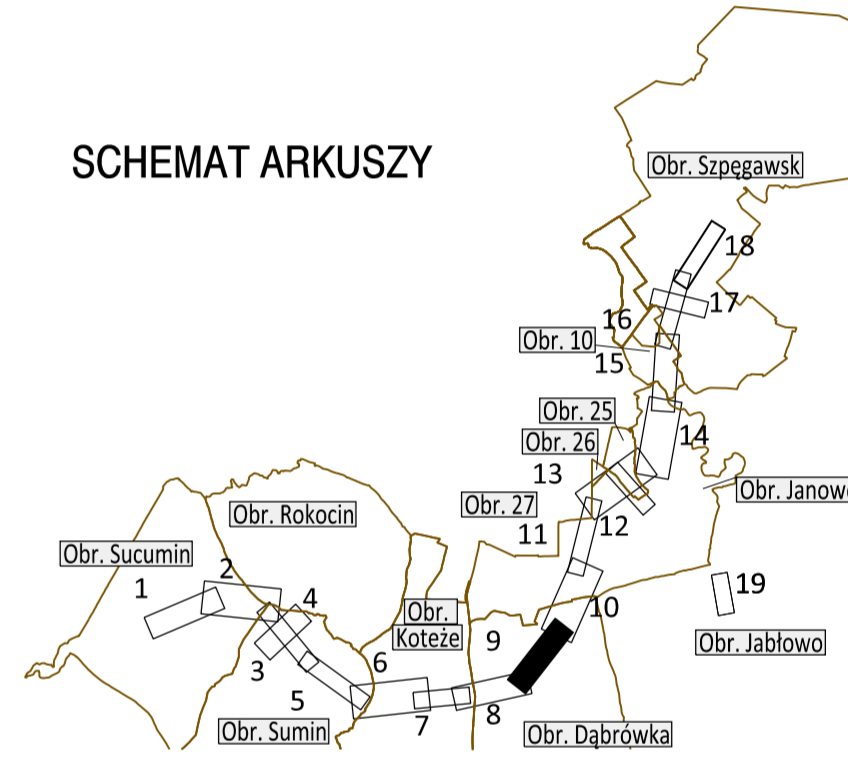 SCHEMAT ARKUSZY
Obr. Szpęgawsk
18
17
16
Obr. 10
15
Obr. 25
14
Obr. 26
13
Obr. Janowo
Obr. 27
Obr. Rokocin
12
11
Obr. Sucumin
2
1
19
4
10
Obr.
Koteże
9
Obr. Jabłowo
3
6
5
8
7
Obr. Sumin
Obr. Dąbrówka